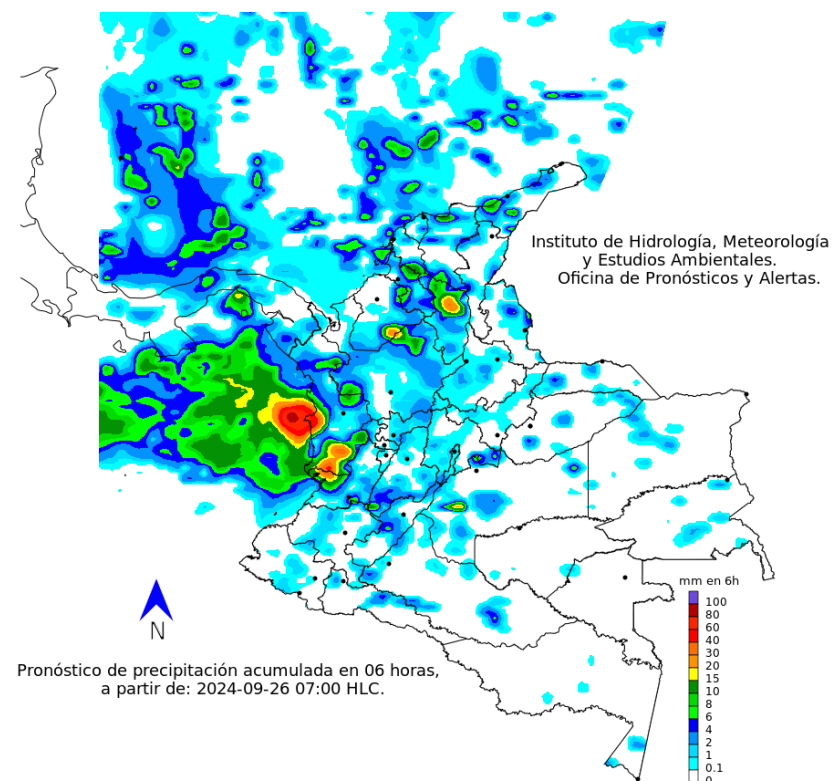 Instituto de Hidrología, Meteorología
y Estudios Ambientales.
Oficina de Pronósticos y Alertas.
N
Pronóstico de precipitación acumulada en 06 horas,
a partir de: 2024-09-26 07:00 HLC.
mm en 6h
100
80
60
40
30
20
15
10
8
6
4
2
1
0.1
0